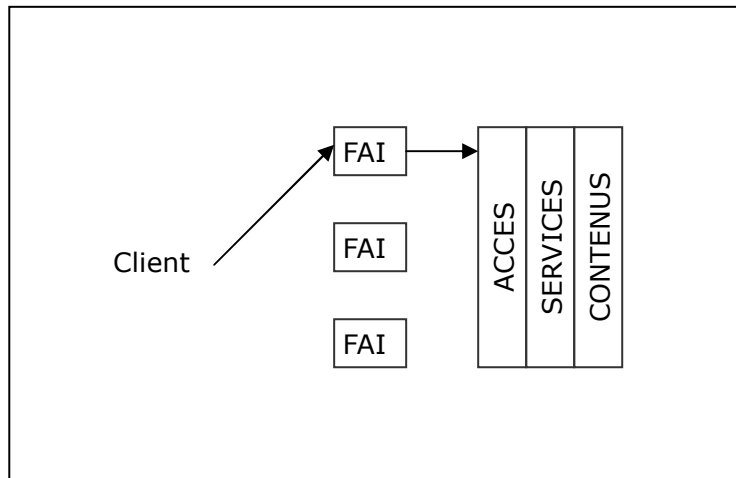 FAI
Client
FAI
FAI
ACCES
SERVICES
CONTENUS